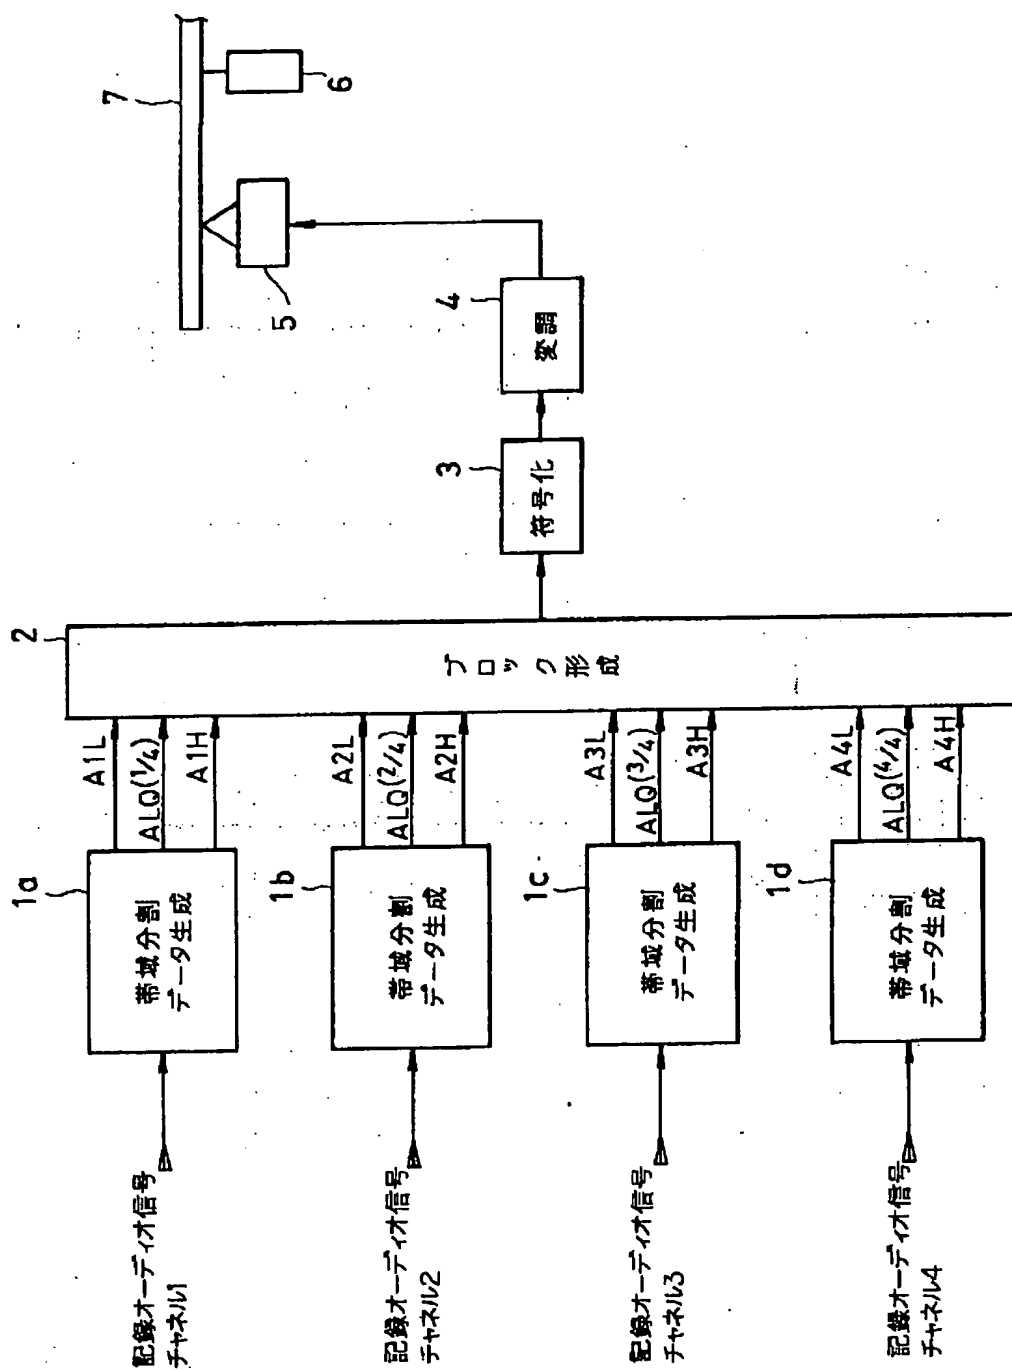 記録オーディオ信号
チャネル1
1a
帯域分割
データ生成
A1L
ALQ(1/4)
A1H
記録オーディオ信号
チャネル2
1b
帯域分割
データ生成
A2L
ALQ(2/4)
A2H
記録オーディオ信号
チャネル3
1c
帯域分割
データ生成
A3L
ALQ(3/4)
A3H
記録オーディオ信号
チャネル4
1d
帯域分割
データ生成
A4L
ALQ(4/4)
A4H
2
ブロック形成
3
符号化
4
変調
5
6
7